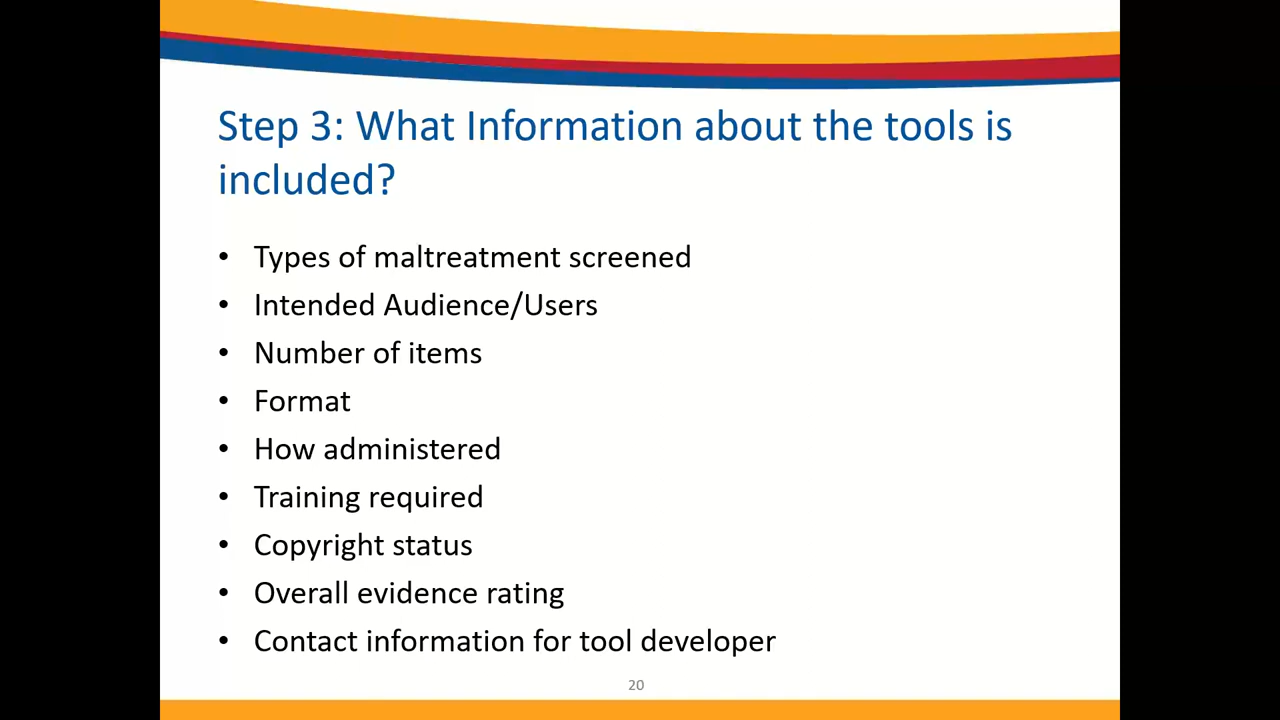 Step 3: What Information about the tools is
included?
• Types of maltreatment screened
• Intended Audience/Users
• Number of items
• Format
• How administered
• Training required
• Copyright status
• Overall evidence rating
• Contact information for tool developer
20